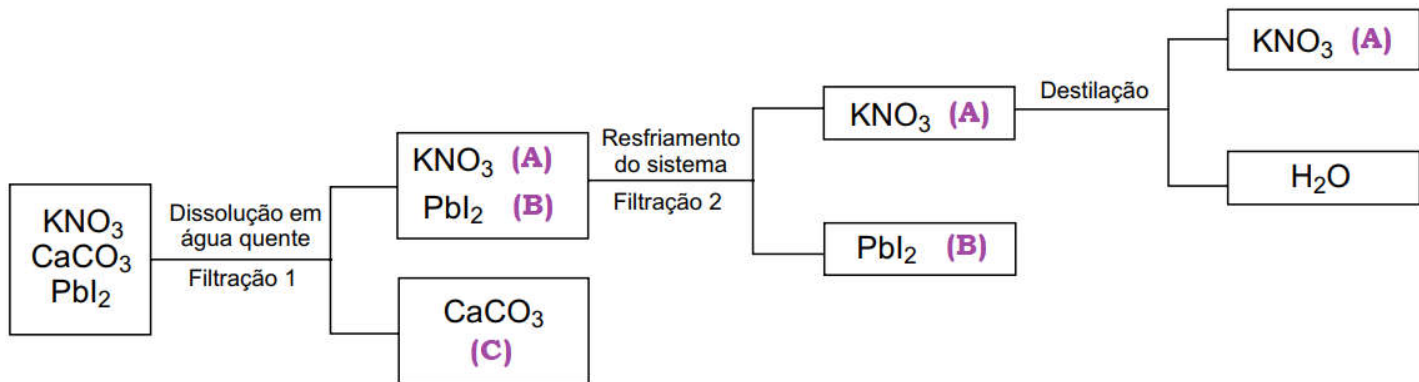 KNO₃
CaCO₃
PbI₂
Dissolução em
água quente
Filtração 1
KNO₃ (A)
PbI₂ (B)
CaCO₃
(C)
Resfriamento
do sistema
Filtração 2
KNO₃ (A)
PbI₂ (B)
Destilação
KNO₃ (A)
H₂O